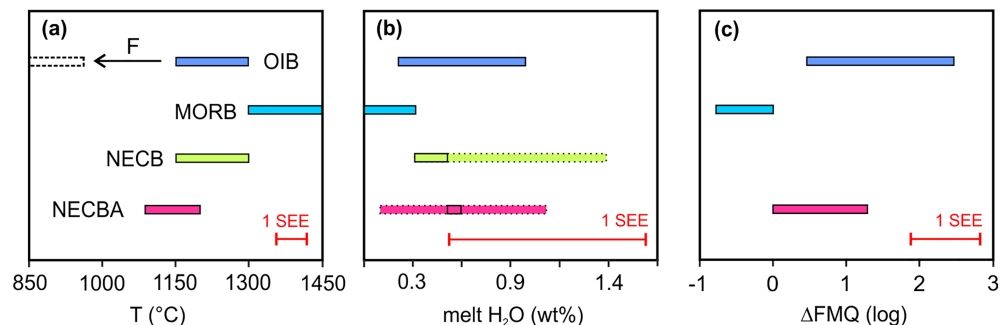 (a)
F
OIB
MORB
NECB
NECBA
1 SEE
850 1000 1150 1300 1450
T (°C)
(b)
1 SEE
0.3 0.9 1.4
melt H₂O (wt%)
(c)
1 SEE
-1 0 1 2 3
ΔFMQ (log)